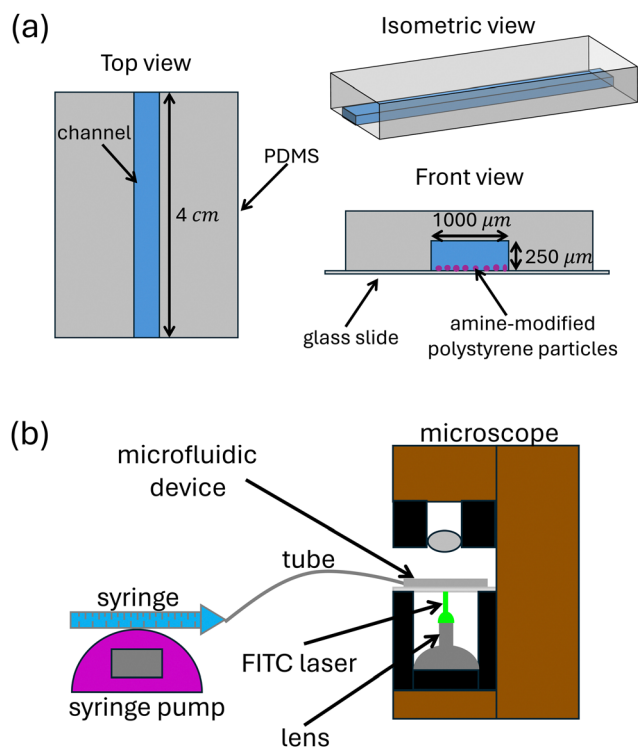 (a)
Top view
channel
PDMS
4 cm
Isometric view
Front view
1000 μm
250 μm
glass slide
amine-modified
polystyrene particles
(b)
microscope
microfluidic
device
tube
syringe
FITC laser
syringe pump
lens